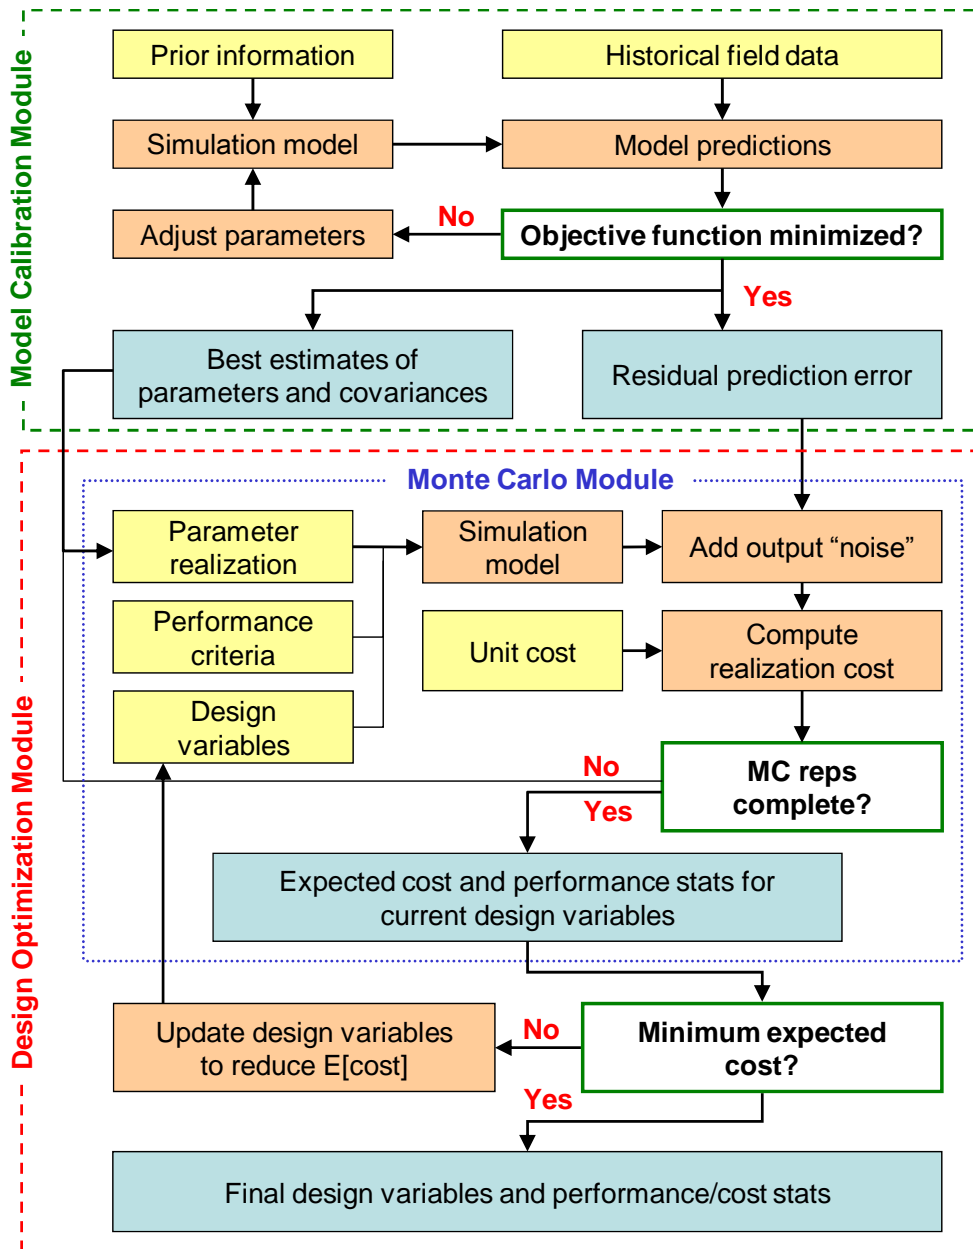 Model Calibration Module
Prior information
Historical field data
Simulation model
Model predictions
No
Adjust parameters
Objective function minimized?
Yes
Best estimates of
parameters and covariances
Residual prediction error
Design Optimization Module
Monte Carlo Module
Parameter
realization
Simulation
model
Add output “noise”
Performance
criteria
Unit cost
Compute
realization cost
Design
variables
No
Yes
MC reps
complete?
Expected cost and performance stats for
current design variables
Update design variables
to reduce E[cost]
No
Minimum expected
cost?
Yes
Final design variables and performance/cost stats